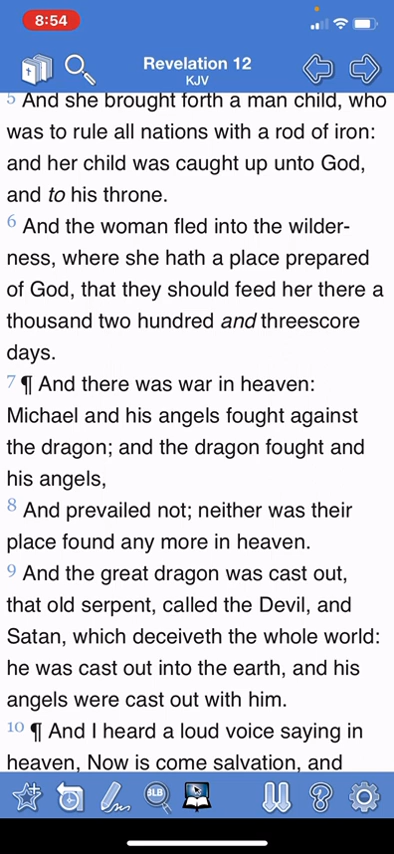 8:54
Revelation 12
KJV
5 And she brought forth a man child, who
was to rule all nations with a rod of iron:
and her child was caught up unto God,
and to his throne.
6 And the woman fled into the wilder-
ness, where she hath a place prepared
of God, that they should feed her there a
thousand two hundred and threescore
days.
7 ¶ And there was war in heaven:
Michael and his angels fought against
the dragon; and the dragon fought and
his angels,
8 And prevailed not; neither was their
place found any more in heaven.
9 And the great dragon was cast out,
that old serpent, called the Devil, and
Satan, which deceiveth the whole world:
he was cast out into the earth, and his
angels were cast out with him.
10 ¶ And I heard a loud voice saying in
heaven, Now is come salvation, and
BLB